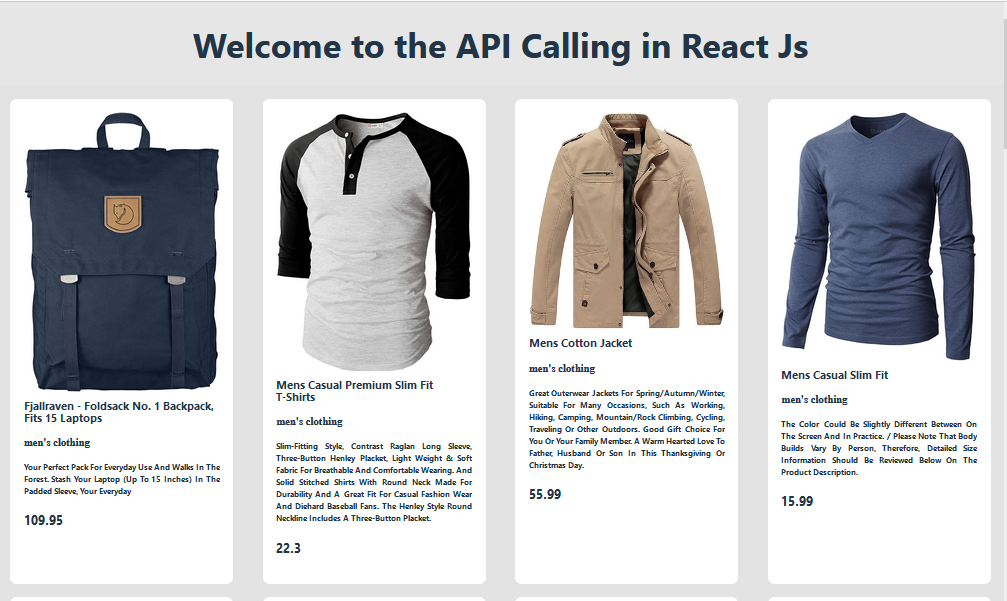 Welcome to the API Calling in React Js
Fjallraven - Foldsack No. 1 Backpack,
Fits 15 Laptops
men's clothing
Your Perfect Pack For Everyday Use And Walks In The
Forest. Stash Your Laptop (Up To 15 Inches) In The
Padded Sleeve, Your Everyday
109.95
Mens Casual Premium Slim Fit
T-Shirts
men's clothing
Slim-Fitting Style, Contrast Raglan Long Sleeve,
Three-Button Henley Placket, Light Weight & Soft
Fabric For Breathable And Comfortable Wearing. And
Solid Stitched Shirts With Round Neck Made For
Durability And A Great Fit For Casual Fashion Wear
And Diehard Baseball Fans. The Henley Style Round
Neckline Includes A Three-Button Placket.
22.3
Mens Cotton Jacket
men's clothing
Great Outerwear Jackets For Spring/Autumn/Winter,
Suitable For Many Occasions, Such As Working,
Hiking, Camping, Mountain/Rock Climbing, Cycling,
Traveling Or Other Outdoors. Good Gift Choice For
You Or Your Family Member. A Warm Hearted Love To
Father, Husband Or Son In This Thanksgiving Or
Christmas Day.
55.99
Mens Casual Slim Fit
men's clothing
The Color Could Be Slightly Different Between On
The Screen And In Practice. / Please Note That Body
Builds Vary By Person, Therefore, Detailed Size
Information Should Be Reviewed Below On The
Product Description.
15.99